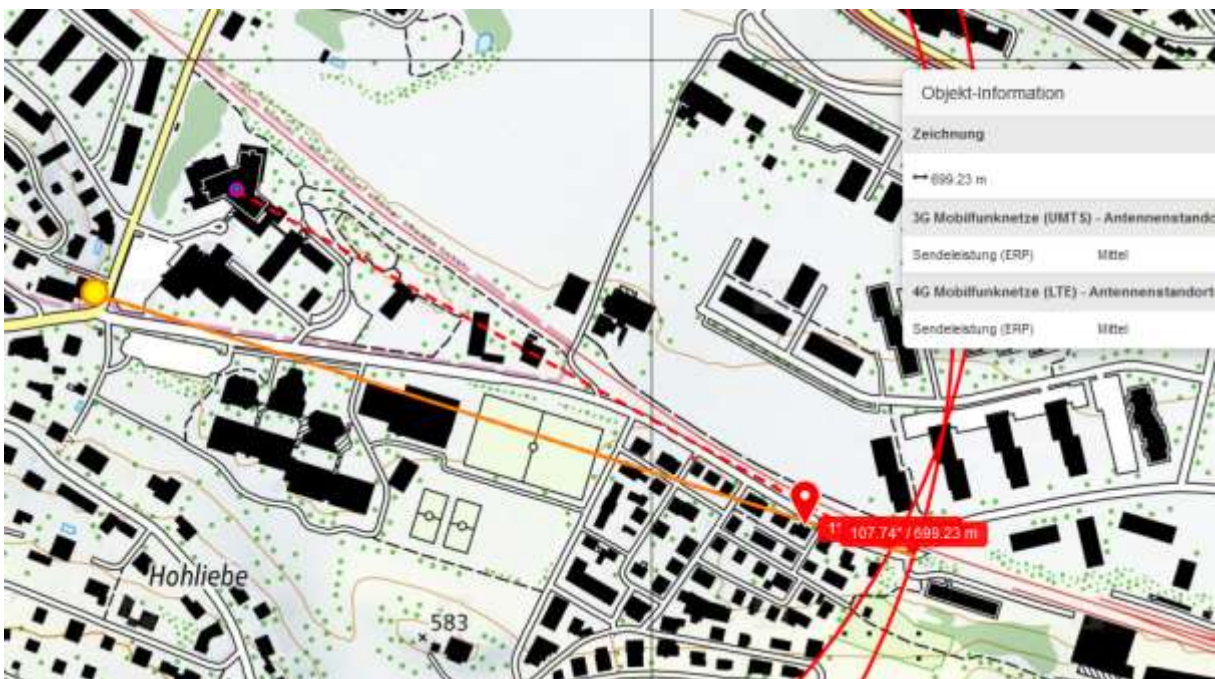 Objekt-Information
Zeichnung
↔ 699.23 m
3G Mobilfunknetze (UMTS) - Antennenstando
Sendeleistung (ERP) Mittel
4G Mobilfunknetze (LTE) - Antennenstandort
Sendeleistung (ERP) Mittel
1° 107.74° / 699.23 m
Hohliebe
583